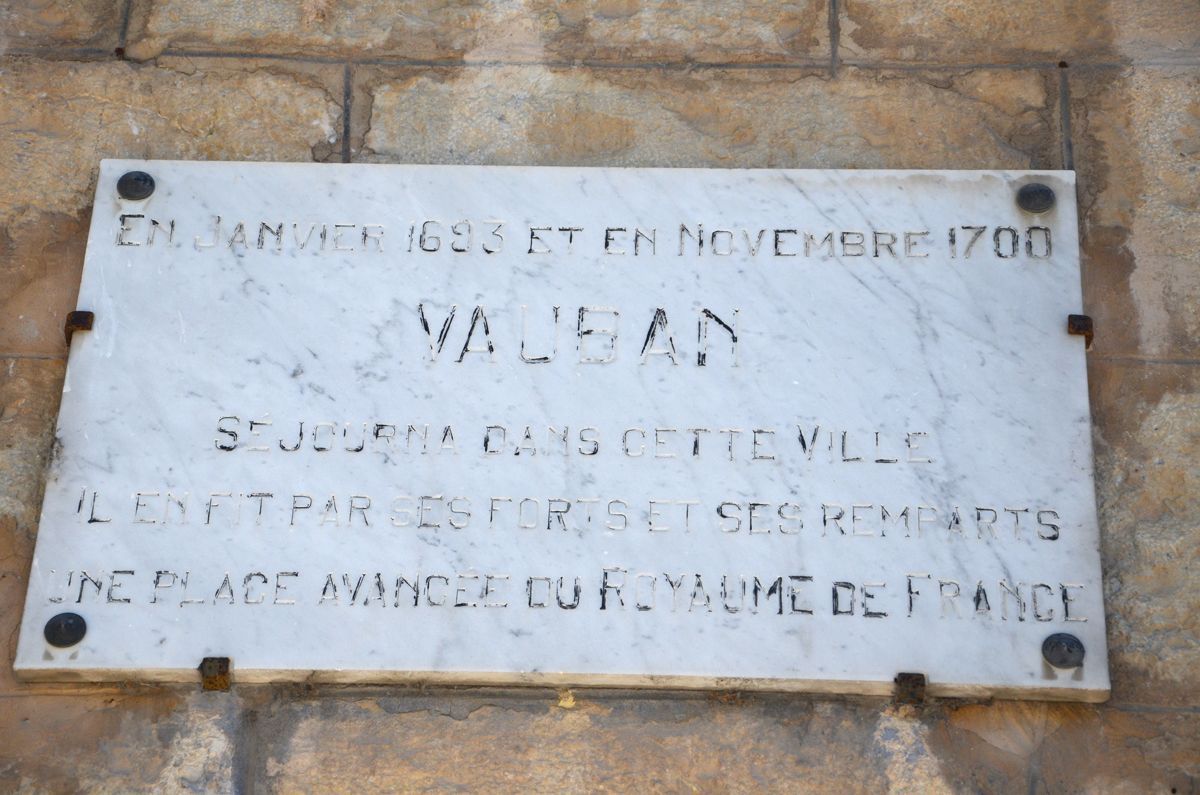 En Janvier 1693 et en Novembre 1700
VAUBAN
Séjourna dans cette Ville
Il en fit par ses forts et ses remparts
une place avancée du Royaume de France